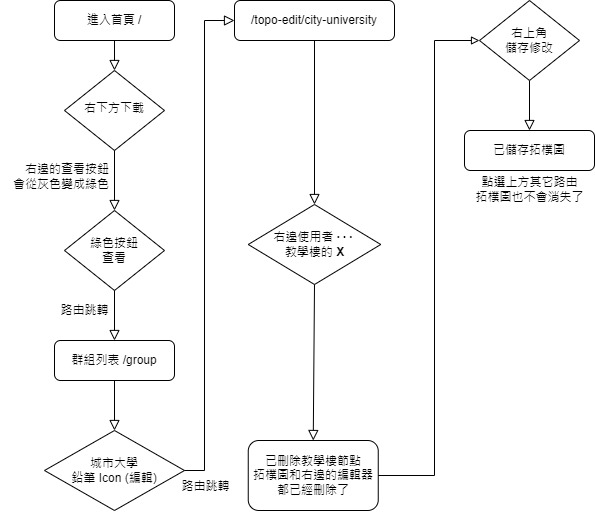 進入首頁 /
右下方下載
右邊的查看按鈕
會從灰色變成綠色
綠色按鈕
查看
路由跳轉
群組列表 /group
城市大學
鉛筆 Icon (編輯)
路由跳轉
/topo-edit/city-university
右邊使用者 ···
教學樓的 X
已刪除教學樓節點
拓樸圖和右邊的編輯器
都已經刪除了
右上角
儲存修改
已儲存拓樸圖
點選上方其它路由
拓樸圖也不會消失了